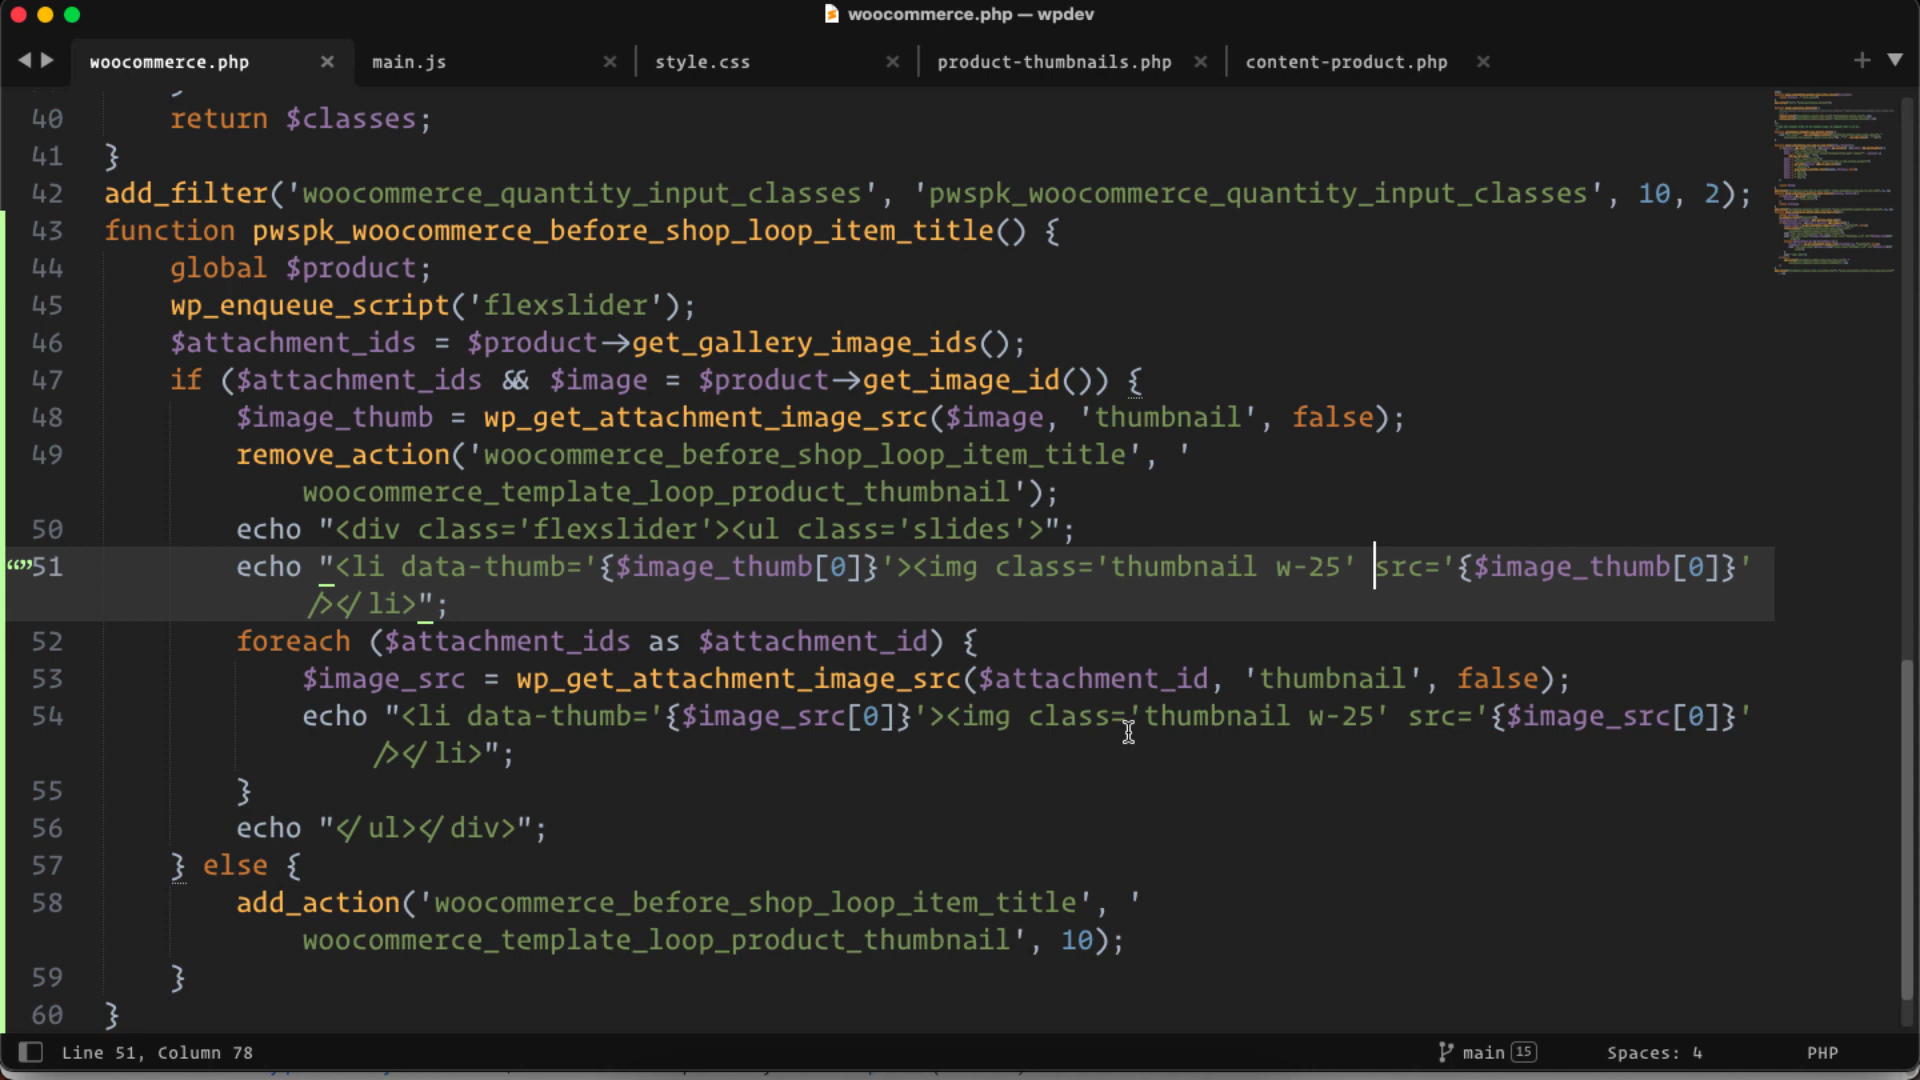 woocommerce.php — wpdev
woocommerce.php × main.js × style.css × product-thumbnails.php × content-product.php ×
40 return $classes;
41 }
42 add_filter('woocommerce_quantity_input_classes', 'pwspk_woocommerce_quantity_input_classes', 10, 2);
43 function pwspk_woocommerce_before_shop_loop_item_title() {
44 global $product;
45 wp_enqueue_script('flexslider');
46 $attachment_ids = $product->get_gallery_image_ids();
47 if ($attachment_ids && $image = $product->get_image_id()) {
48 $image_thumb = wp_get_attachment_image_src($image, 'thumbnail', false);
49 remove_action('woocommerce_before_shop_loop_item_title', '
woocommerce_template_loop_product_thumbnail');
50 echo "<div class='flexslider'><ul class='slides'>";
51 echo "<li data-thumb='{$image_thumb[0]}'><img class='thumbnail w-25' src='{$image_thumb[0]}'
/></li>";
52 foreach ($attachment_ids as $attachment_id) {
53 $image_src = wp_get_attachment_image_src($attachment_id, 'thumbnail', false);
54 echo "<li data-thumb='{$image_src[0]}'><img class='thumbnail w-25' src='{$image_src[0]}'
/></li>";
55 }
56 echo "</ul></div>";
57 } else {
58 add_action('woocommerce_before_shop_loop_item_title', '
woocommerce_template_loop_product_thumbnail', 10);
59 }
60 }
Line 51, Column 78 main 15 Spaces: 4 PHP